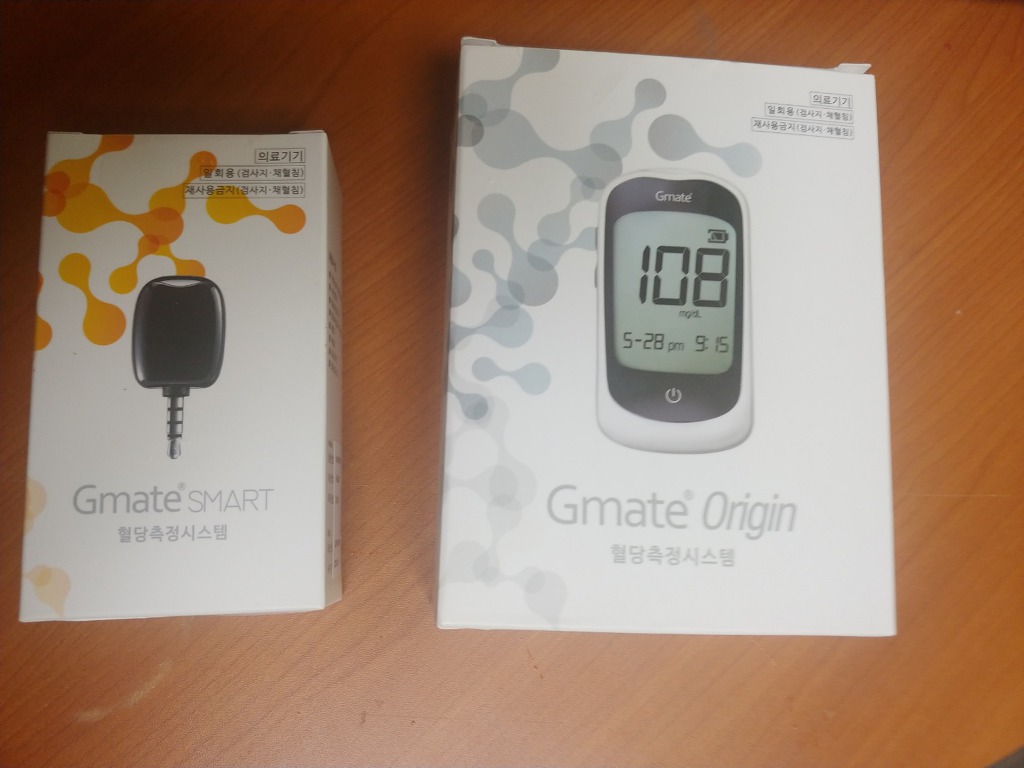 의료기기
일회용 (검사지·채혈침)
재사용금지 (검사지·채혈침)
Gmate® SMART
혈당측정시스템
의료기기
일회용 (검사지·채혈침)
재사용금지 (검사지·채혈침)
Gmate®
108
mg/dL
5-28 pm 9:15
Gmate® Origin
혈당측정시스템